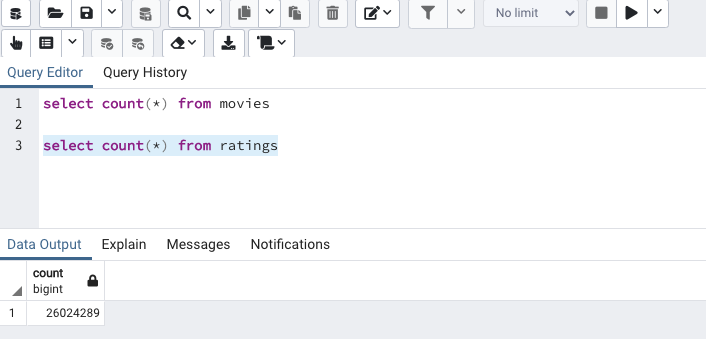 No limit
Query Editor Query History
1 select count(*) from movies
2
3 select count(*) from ratings
Data Output Explain Messages Notifications
count
bigint
1 26024289